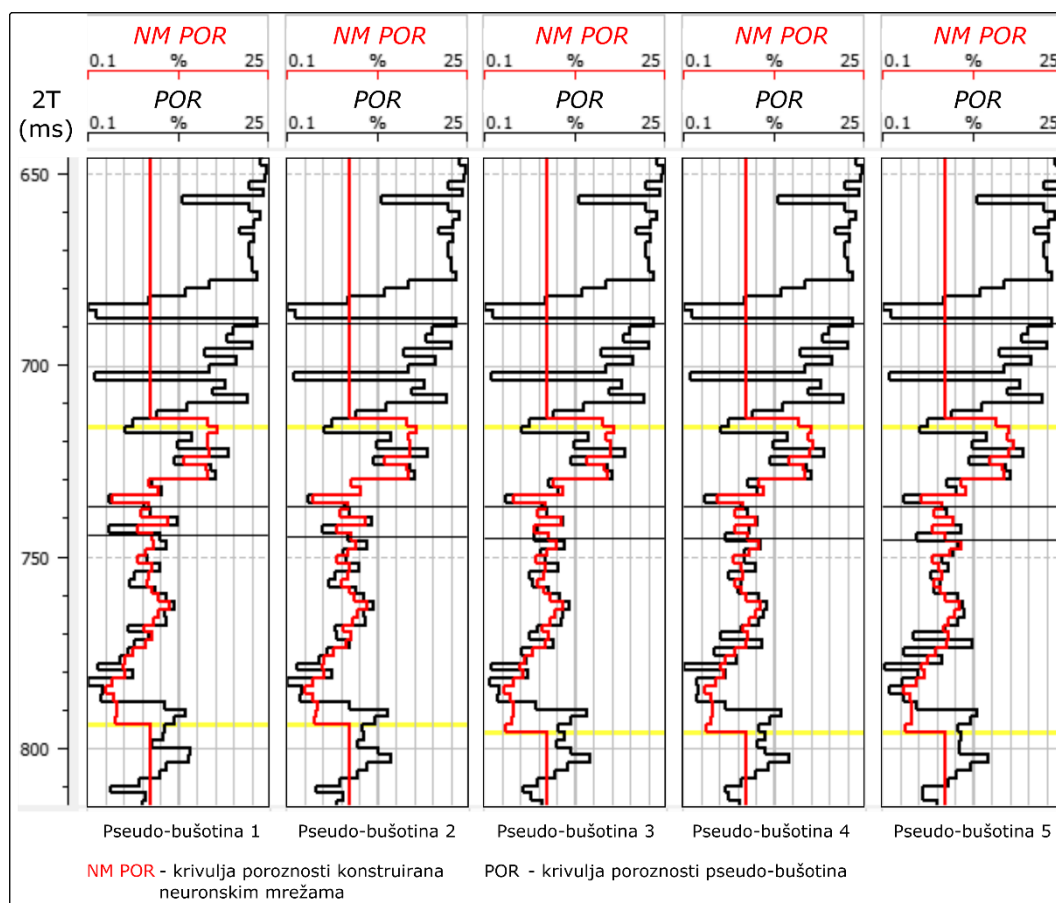 NM POR NM POR NM POR NM POR NM POR
0.1 % 25 0.1 % 25 0.1 % 25 0.1 % 25 0.1 % 25
2T (ms)
POR POR POR POR POR
0.1 % 25 0.1 % 25 0.1 % 25 0.1 % 25 0.1 % 25
650
700
750
800
Pseudo-bušotina 1 Pseudo-bušotina 2 Pseudo-bušotina 3 Pseudo-bušotina 4 Pseudo-bušotina 5
NM POR - krivulja poroznosti konstruirana
neuronskim mrežama
POR - krivulja poroznosti pseudo-bušotina